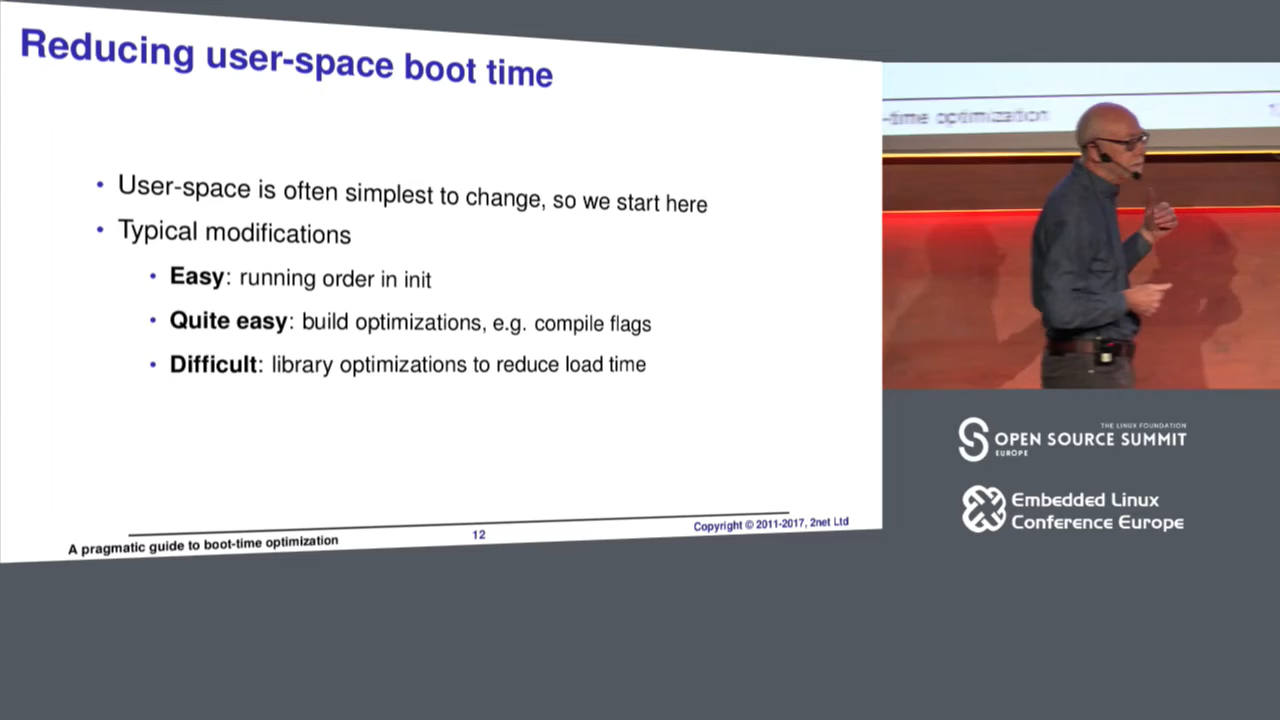 Reducing user-space boot time
• User-space is often simplest to change, so we start here
• Typical modifications
• Easy: running order in init
• Quite easy: build optimizations, e.g. compile flags
• Difficult: library optimizations to reduce load time
A pragmatic guide to boot-time optimization
12
Copyright © 2011-2017, 2net Ltd
-time optimization
THE LINUX FOUNDATION
OPEN SOURCE SUMMIT
EUROPE
Embedded Linux
Conference Europe